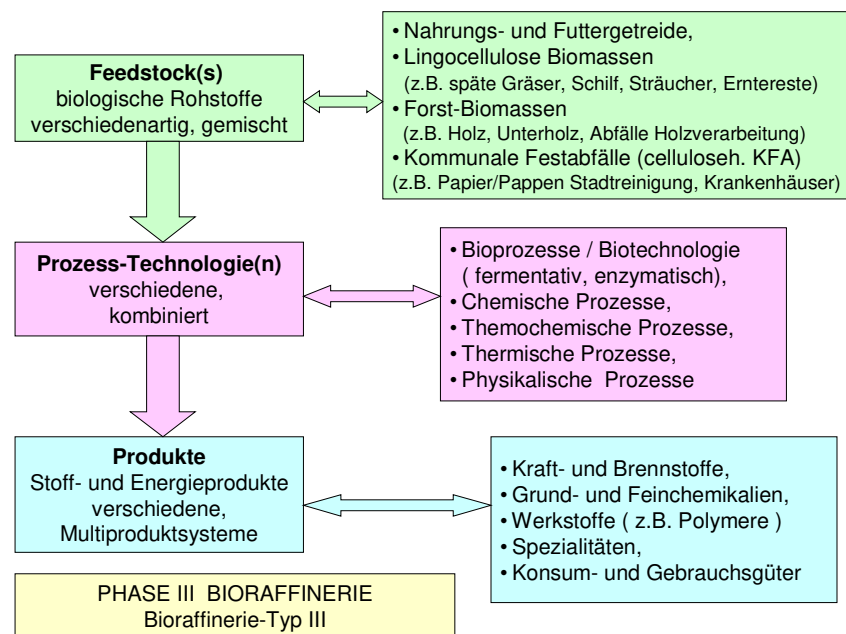 Feedstock(s)
biologische Rohstoffe
verschiedenartig, gemischt
• Nahrungs- und Futtergetreide,
• Lingocellulose Biomassen
(z.B. späte Gräser, Schilf, Sträucher, Erntereste)
• Forst-Biomassen
(z.B. Holz, Unterholz, Abfälle Holzverarbeitung)
• Kommunale Festabfälle (celluloseh. KFA)
(z.B. Papier/Pappen Stadtreinigung, Krankenhäuser)
Prozess-Technologie(n)
verschiedene,
kombiniert
• Bioprozesse / Biotechnologie
( fermentativ, enzymatisch),
• Chemische Prozesse,
• Themochemische Prozesse,
• Thermische Prozesse,
• Physikalische Prozesse
Produkte
Stoff- und Energieprodukte
verschiedene,
Multiproduktsysteme
• Kraft- und Brennstoffe,
• Grund- und Feinchemikalien,
• Werkstoffe ( z.B. Polymere )
• Spezialitäten,
• Konsum- und Gebrauchsgüter
PHASE III BIORAFFINERIE
Bioraffinerie-Typ III